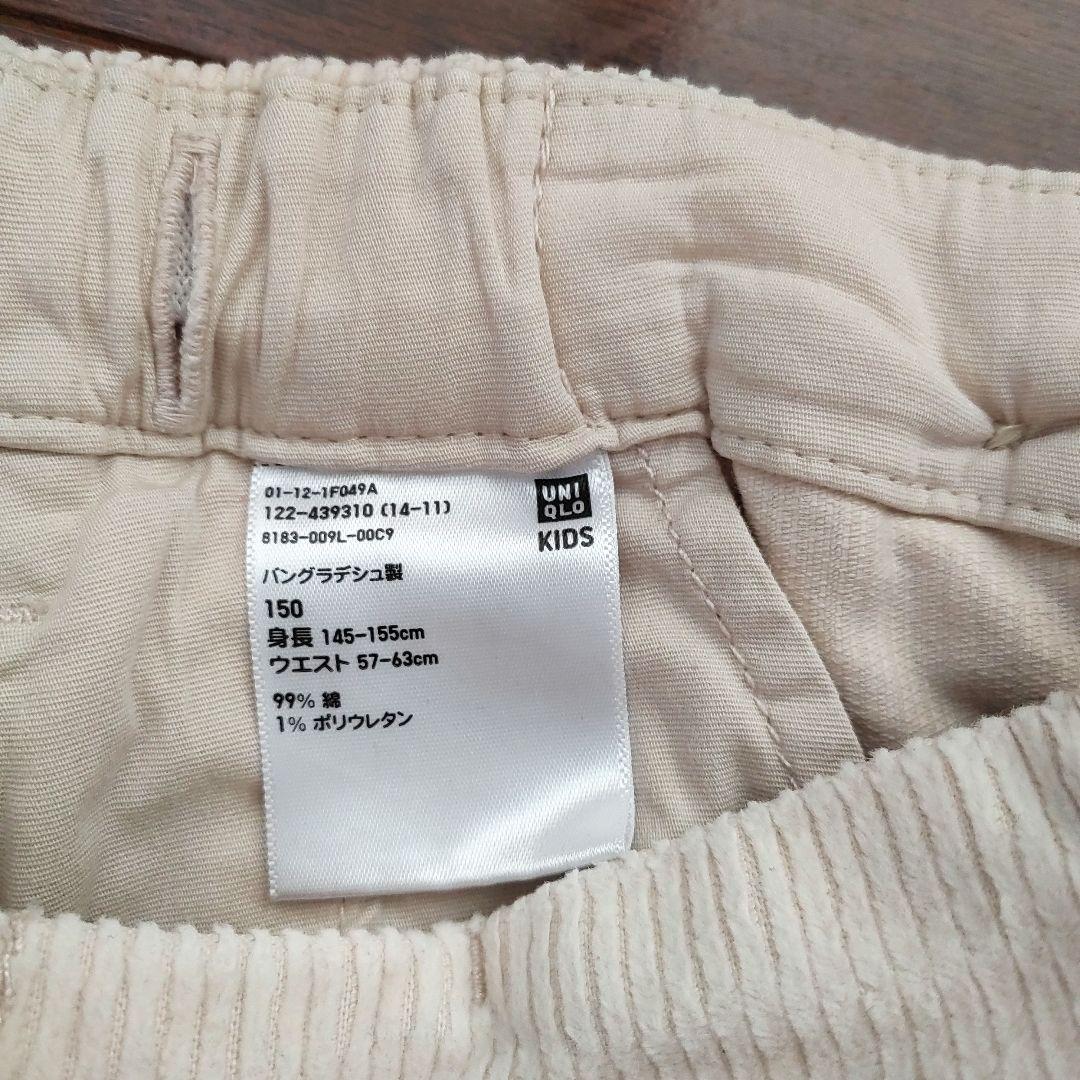 01-12-1F049A
122-439310 (14-11)
8183-009L-00C9
UNI
QLO
KIDS
バングラデシュ製
150
身長 145-155cm
ウエスト 57-63cm
99% 綿
1% ポリウレタン